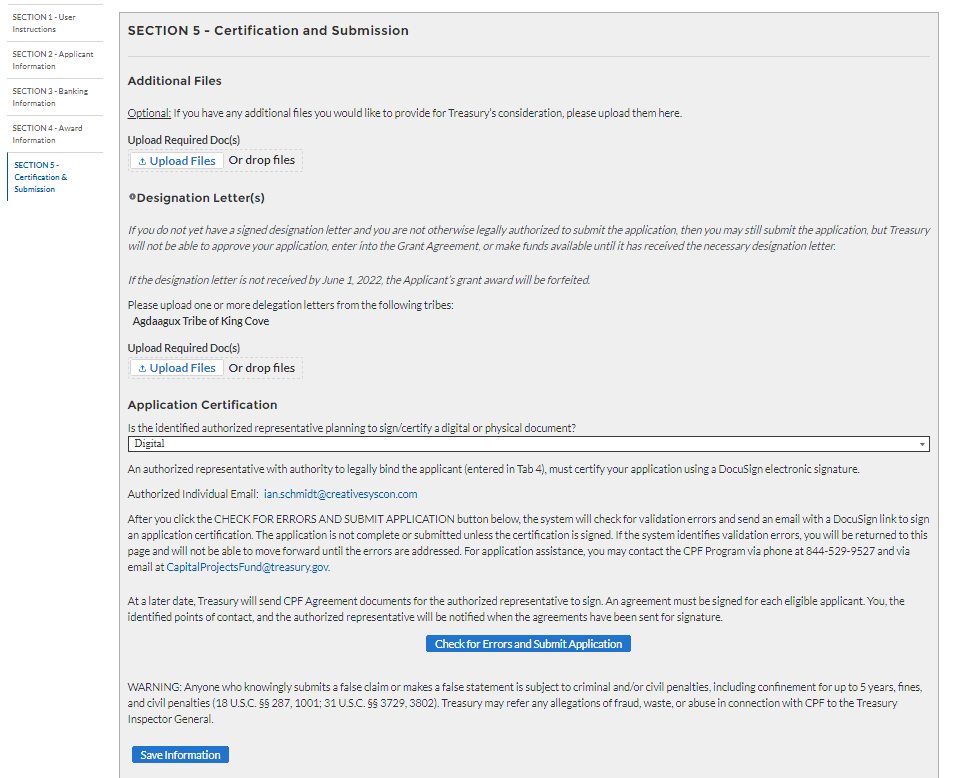 SECTION 1 - User
Instructions
SECTION 2 - Applicant
Information
SECTION 3 - Banking
Information
SECTION 4 - Award
Information
SECTION 5 -
Certification &
Submission
SECTION 5 - Certification and Submission
Additional Files
Optional: If you have any additional files you would like to provide for Treasury's consideration, please upload them here.
Upload Required Doc(s)
Upload Files Or drop files
Designation Letter(s)
If you do not yet have a signed designation letter and you are not otherwise legally authorized to submit the application, then you may still submit the application, but Treasury
will not be able to approve your application, enter into the Grant Agreement, or make funds available until it has received the necessary designation letter.
If the designation letter is not received by June 1, 2022, the Applicant's grant award will be forfeited.
Please upload one or more delegation letters from the following tribes:
Agdaagux Tribe of King Cove
Upload Required Doc(s)
Upload Files Or drop files
Application Certification
Is the identified authorized representative planning to sign/certify a digital or physical document?
Digital
An authorized representative with authority to legally bind the applicant (entered in Tab 4), must certify your application using a DocuSign electronic signature.
Authorized Individual Email: ian.schmidt@creativesyscon.com
After you click the CHECK FOR ERRORS AND SUBMIT APPLICATION button below, the system will check for validation errors and send an email with a DocuSign link to sign
an application certification. The application is not complete or submitted unless the certification is signed. If the system identifies validation errors, you will be returned to this
page and will not be able to move forward until the errors are addressed. For application assistance, you may contact the CPF Program via phone at 844-529-9527 and via
email at CapitalProjectsFund@treasury.gov.
At a later date, Treasury will send CPF Agreement documents for the authorized representative to sign. An agreement must be signed for each eligible applicant. You, the
identified points of contact, and the authorized representative will be notified when the agreements have been sent for signature.
Check for Errors and Submit Application
WARNING: Anyone who knowingly submits a false claim or makes a false statement is subject to criminal and/or civil penalties, including confinement for up to 5 years, fines,
and civil penalties (18 U.S.C. §§ 287, 1001; 31 U.S.C. §§ 3729, 3802). Treasury may refer any allegations of fraud, waste, or abuse in connection with CPF to the Treasury
Inspector General.
Save Information